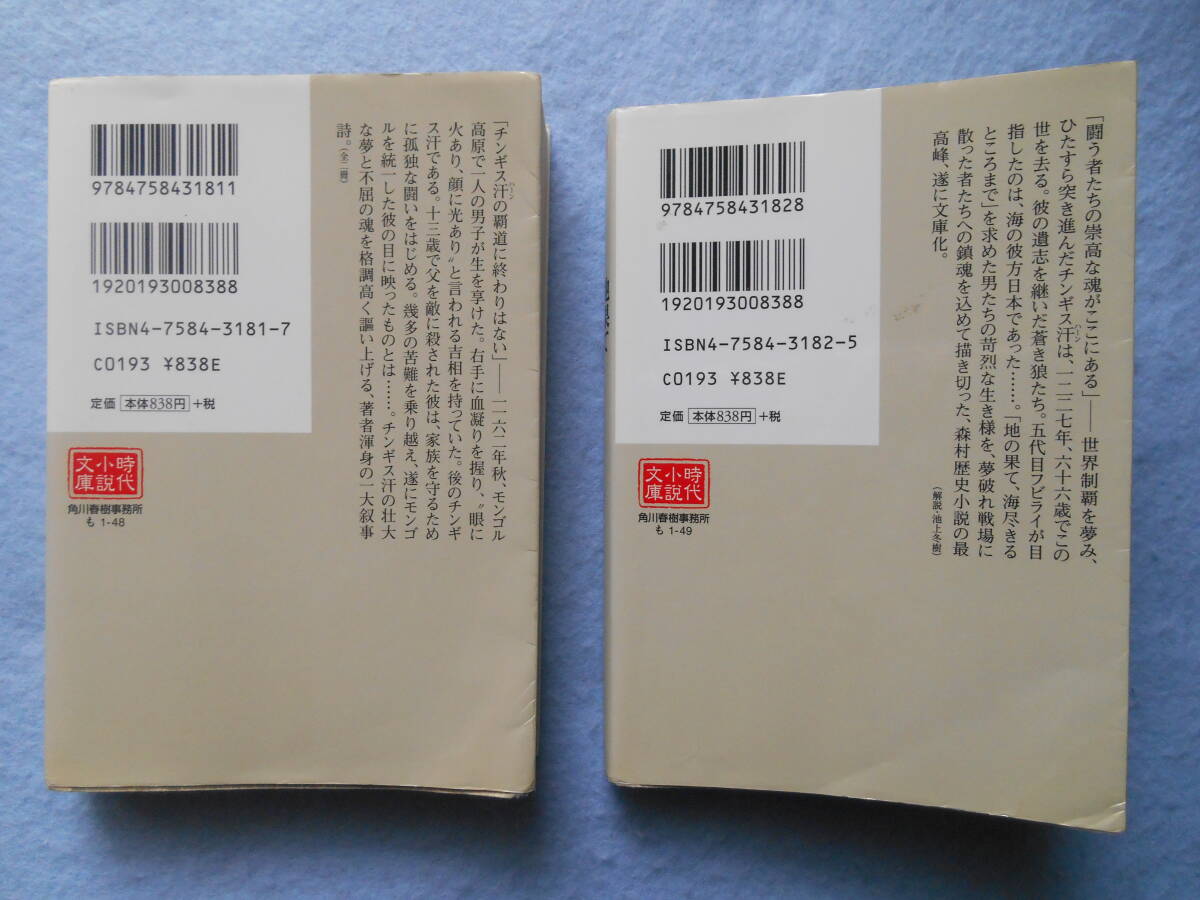 9784758431811
1920193008388
ISBN4-7584-3181-7
C0193 ¥838E
定価 本体838円 +税
「チンギス汗の覇道に終わりはない」――一一六二年秋、モンゴル
高原で一人の男子が生を享けた。右手に血凝りを握り、〝眼に
火あり、顔に光あり〟と言われる吉相を持っていた。後のチンギ
ス汗である。十三歳で父を敵に殺された彼は、家族を守るため
に孤独な闘いをはじめる。幾多の苦難を乗り越え、遂にモンゴ
ルを統一した彼の目に映ったものとは……。チンギス汗の壮大
な夢と不屈の魂を格調高く謳い上げる、著者渾身の一大叙事
詩。(全二冊)
時代
小説
文庫
角川春樹事務所
も 1-48
9784758431828
1920193008388
ISBN4-7584-3182-5
C0193 ¥838E
定価 本体838円 +税
「闘う者たちの崇高な魂がここにある」――世界制覇を夢み、
ひたすら突き進んだチンギス汗は、一二二七年、六十六歳でこの
世を去る。彼の遺志を継いだ蒼き狼たち。五代目フビライが目
指したのは、海の彼方日本であった……。「地の果て、海尽きる
ところまで」を求めた男たちの苛烈な生き様を、夢破れ戦場に
散った者たちへの鎮魂を込めて描き切った、森村歴史小説の最
高峰、遂に文庫化。
(解説・池上冬樹)
時代
小説
文庫
角川春樹事務所
も 1-49